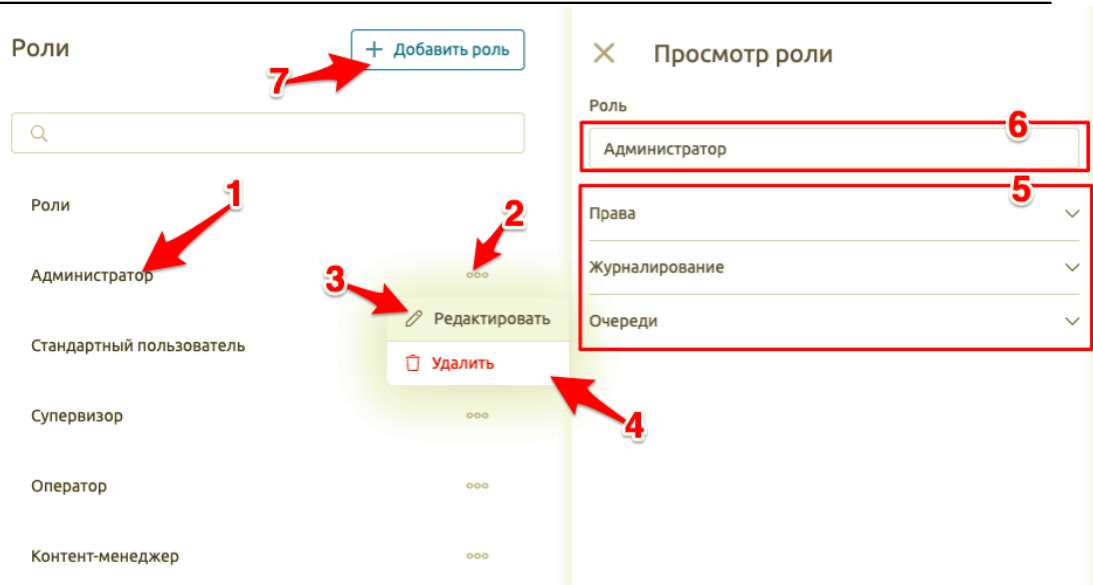 Роли
+ Добавить роль
7
Роли
1
Администратор
2
3
Редактировать
Удалить
4
Стандартный пользователь
Супервизор
Оператор
Контент-менеджер
Просмотр роли
Роль
6
Администратор
5
Права
Журналирование
Очереди